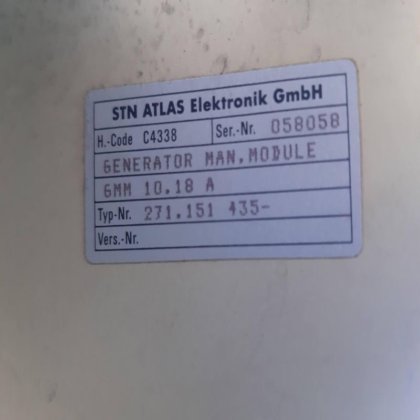 STN ATLAS Elektronik GmbH
H.-Code C4338 Ser.-Nr. 058058
GENERATOR MAN.MODULE
GMM 10.18 A
Typ-Nr. 271.151 435-
Vers.-Nr.